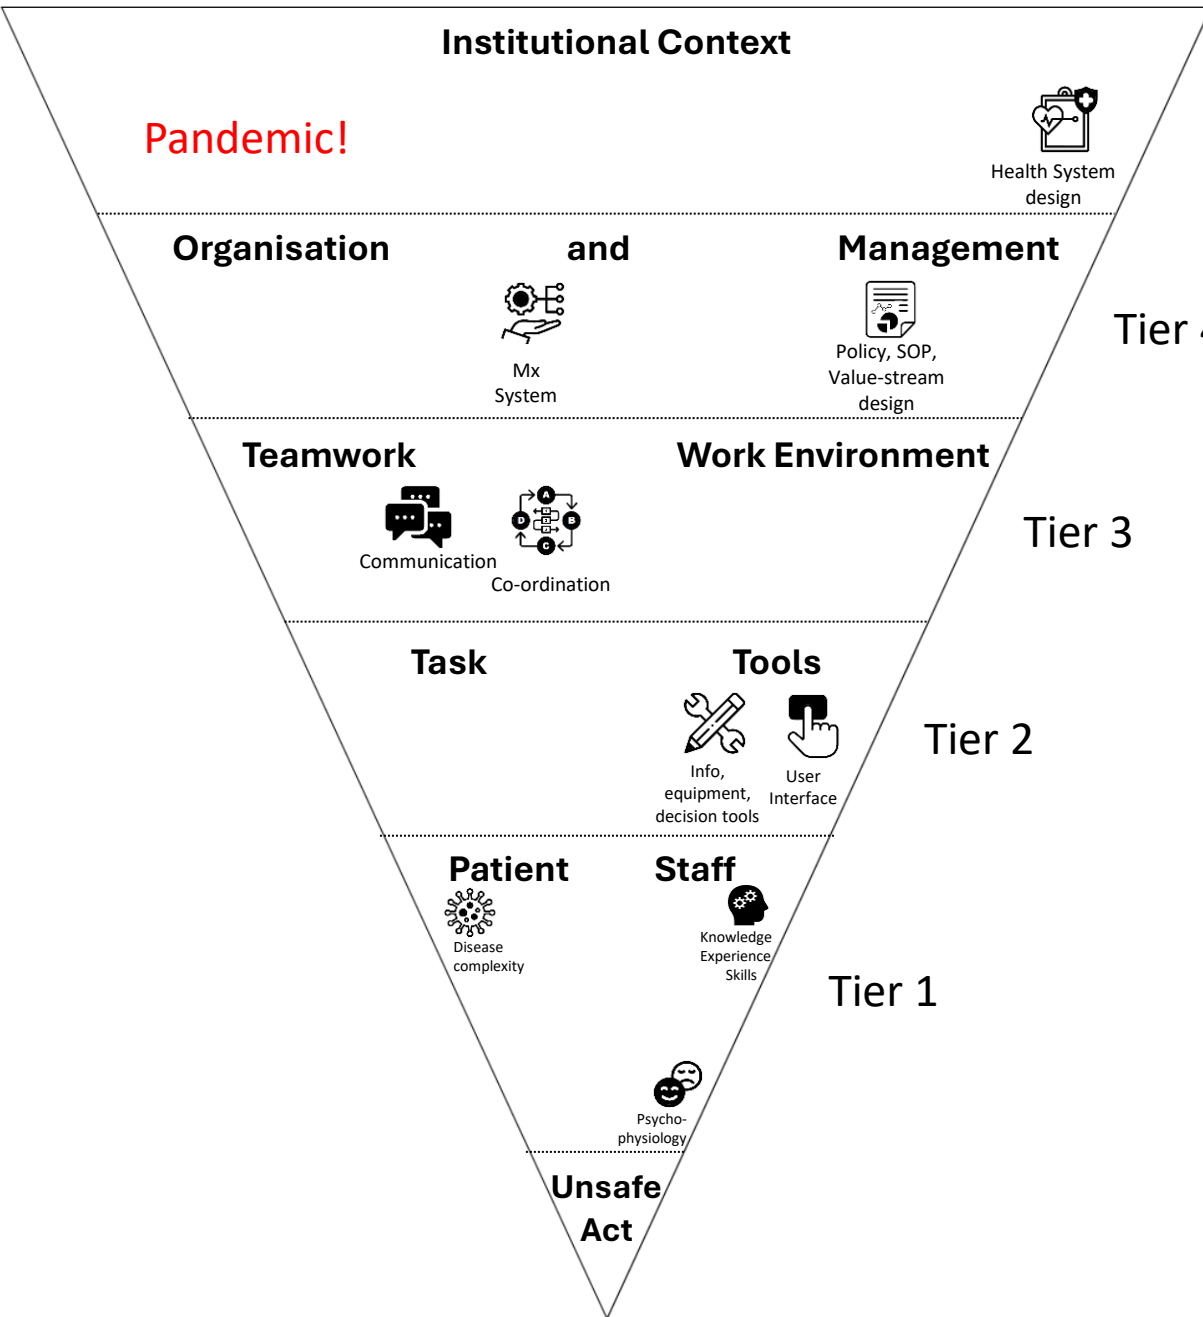 Institutional Context
Pandemic!
Health System
design
Organisation and Management
Mx
System
Policy, SOP,
Value-stream
design
Tier 4
Teamwork
Work Environment
Communication
A
B
C
D
Co-ordination
Tier 3
Task
Tools
Info,
equipment,
decision tools
User
Interface
Tier 2
Patient
Staff
Disease
complexity
Knowledge
Experience
Skills
Tier 1
Psycho-
physiology
Unsafe
Act